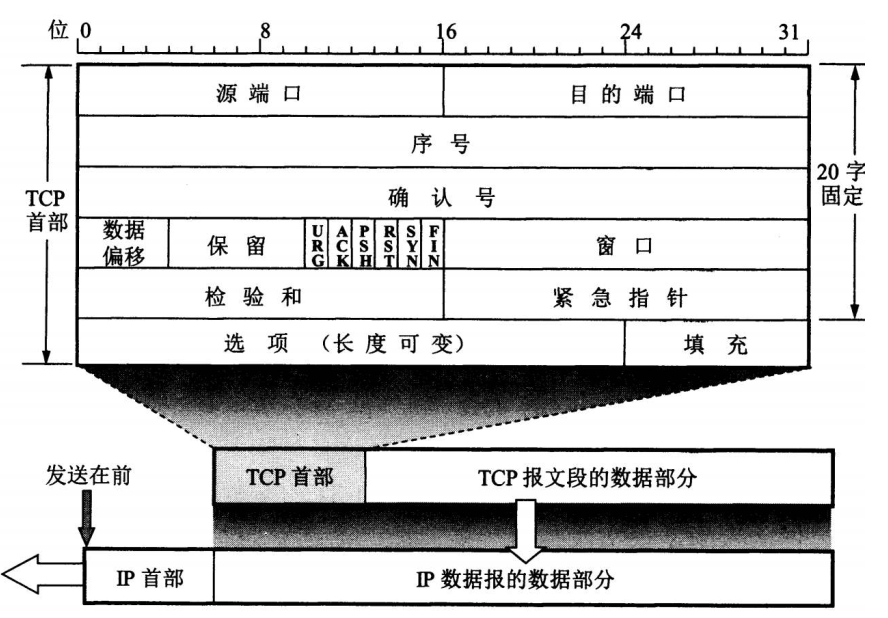 位 0 8 16 24 31
源端口 目的端口
序号
TCP
首部
确认号
20 字
固定
数据
偏移
保留
URG
ACK
PSH
RST
SYN
FIN
窗口
检验和 紧急指针
选项 (长度可变) 填充
发送在前
TCP 首部 TCP 报文段的数据部分
IP 首部 IP 数据报的数据部分